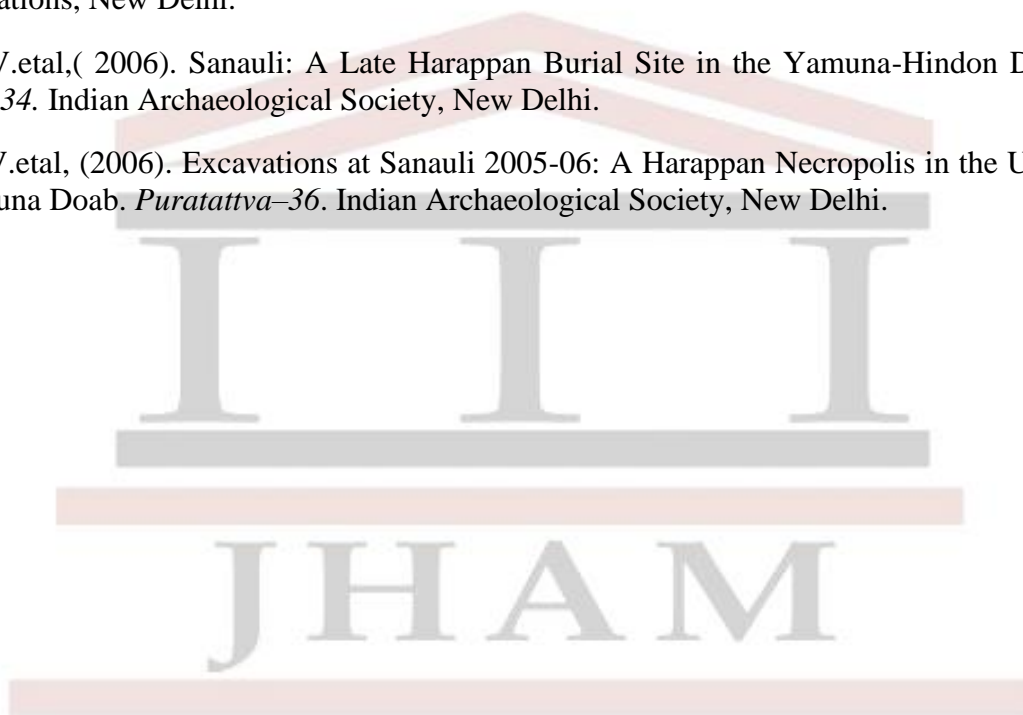 ations, New Delhi.
V.etal,( 2006). Sanauli: A Late Harappan Burial Site in the Yamuna-Hindon D
34. Indian Archaeological Society, New Delhi.
V.etal, (2006). Excavations at Sanauli 2005-06: A Harappan Necropolis in the U
una Doab. Puratattva–36. Indian Archaeological Society, New Delhi.
JHAM